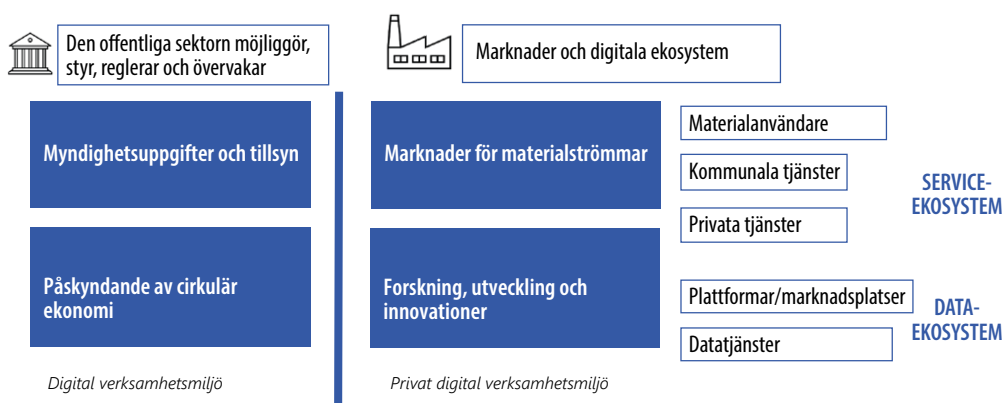 Den offentliga sektorn möjliggör,
styr, reglerar och övervakar
Myndighetsuppgifter och tillsyn
Påskyndande av cirkulär
ekonomi
Digital verksamhetsmiljö
Marknader och digitala ekosystem
Marknader för materialströmmar
Forskning, utveckling och
innovationer
Privat digital verksamhetsmiljö
Materialanvändare
Kommunala tjänster
Privata tjänster
SERVICE-
EKOSYSTEM
Plattformar/marknadsplatser
Datatjänster
DATA-
EKOSYSTEM